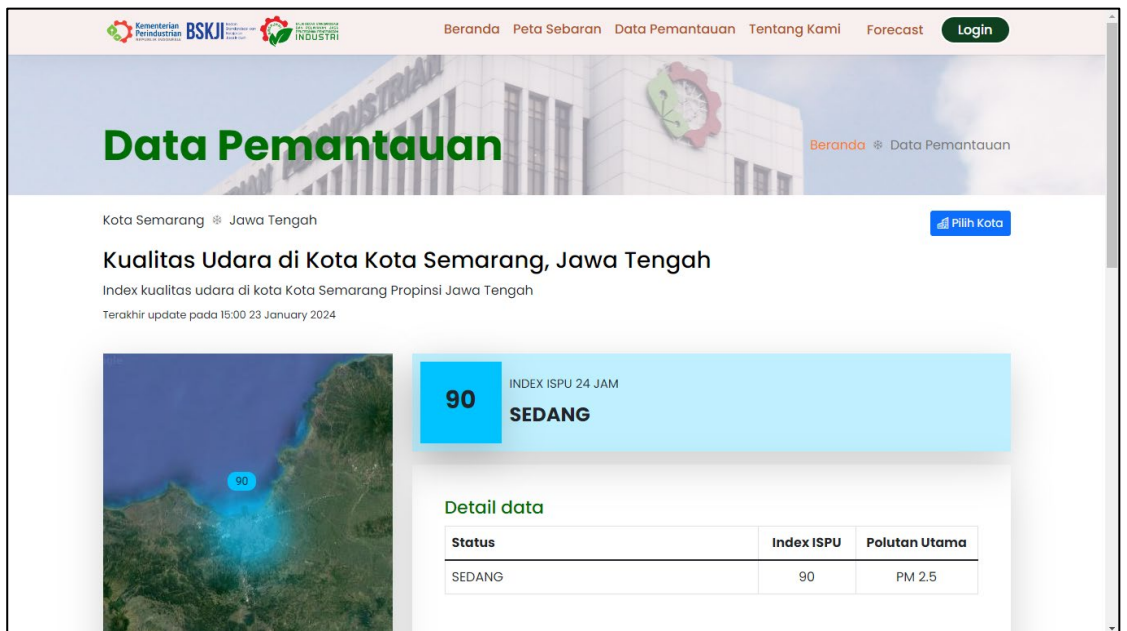 Kementerian
Perindustrian
REPUBLIK INDONESIA
BSKJI
INDUSTRI
Beranda Peta Sebaran Data Pemantauan Tentang Kami Forecast Login
Data Pemantauan
Beranda ❄ Data Pemantauan
Kota Semarang ❄ Jawa Tengah
Pilih Kota
Kualitas Udara di Kota Kota Semarang, Jawa Tengah
Index kualitas udara di kota Kota Semarang Propinsi Jawa Tengah
Terakhir update pada 15:00 23 January 2024
90
90
INDEX ISPU 24 JAM
SEDANG
Detail data
Status Index ISPU Polutan Utama
SEDANG 90 PM 2.5